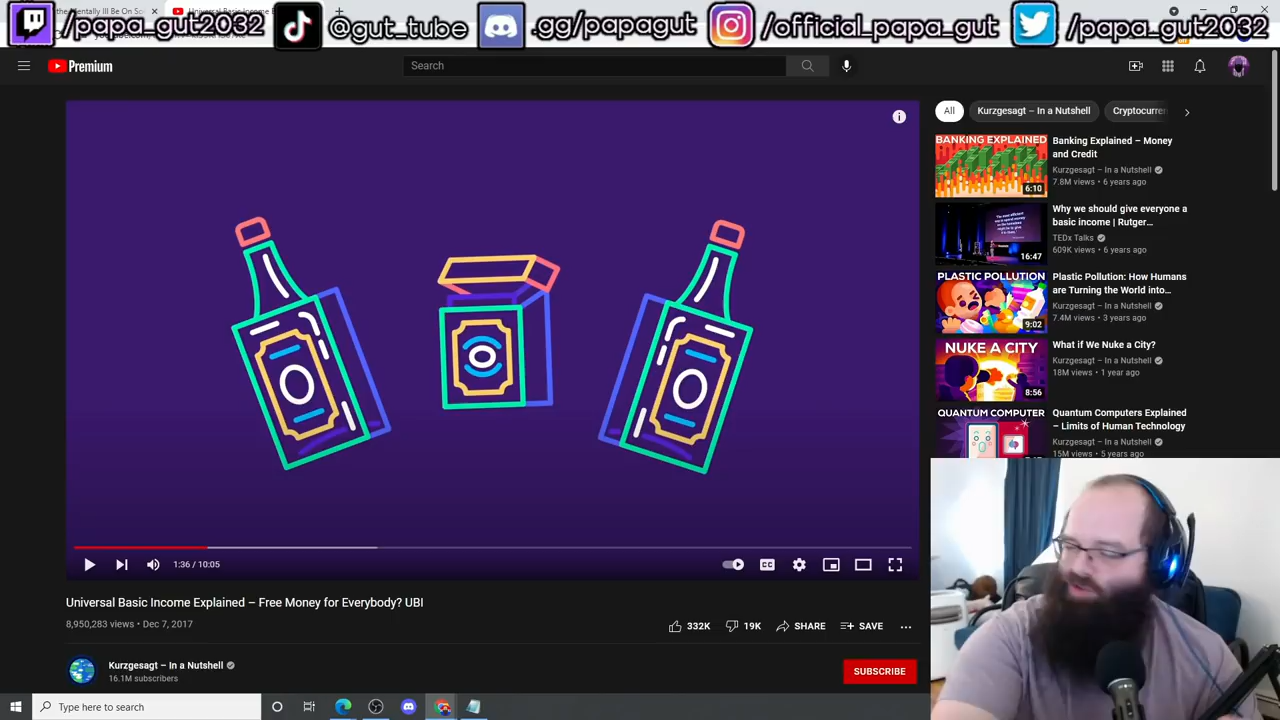 /papa_gut2032
@gut_tube
.gg/papagut
/official_papa_gut
/papa_gut2032
Premium
Search
All
Kurzgesagt – In a Nutshell
Cryptocurren
BANKING EXPLAINED
6:10
Banking Explained – Money and Credit
Kurzgesagt – In a Nutshell
7.8M views • 6 years ago
16:47
Why we should give everyone a basic income | Rutger...
TEDx Talks
609K views • 6 years ago
PLASTIC POLLUTION
9:02
Plastic Pollution: How Humans are Turning the World into...
Kurzgesagt – In a Nutshell
7.4M views • 3 years ago
NUKE A CITY
8:56
What if We Nuke a City?
Kurzgesagt – In a Nutshell
18M views • 1 year ago
QUANTUM COMPUTER
Quantum Computers Explained – Limits of Human Technology
Kurzgesagt – In a Nutshell
15M views • 5 years ago
1:36 / 10:05
CC
Universal Basic Income Explained – Free Money for Everybody? UBI
8,950,283 views • Dec 7, 2017
332K
19K
SHARE
SAVE
Kurzgesagt – In a Nutshell
16.1M subscribers
SUBSCRIBE
Type here to search